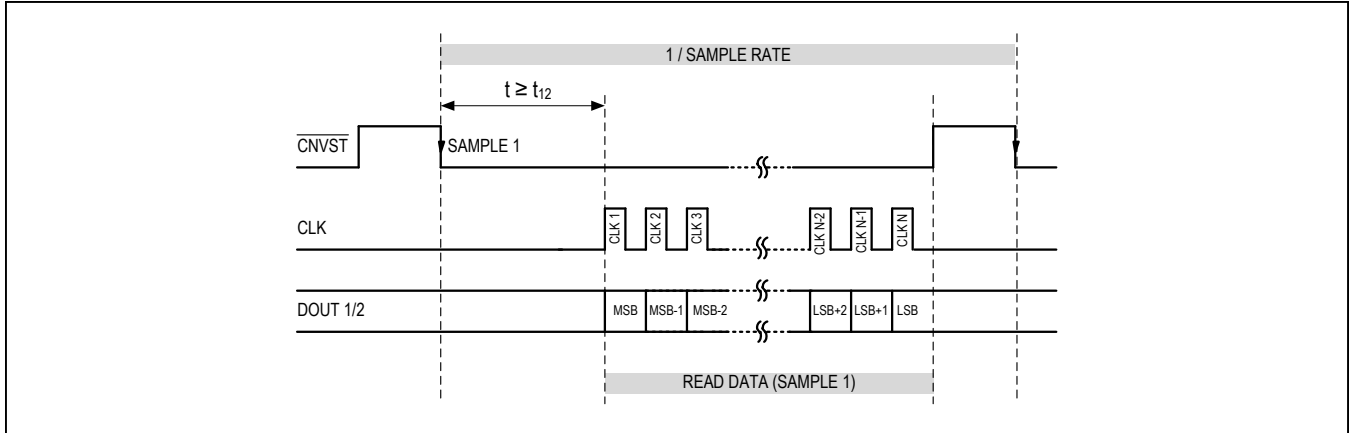 1 / SAMPLE RATE
t ≥ t12
CNVST
SAMPLE 1
CLK
CLK 1
CLK 2
CLK 3
CLK N-2
CLK N-1
CLK N
DOUT 1/2
MSB
MSB-1
MSB-2
LSB+2
LSB+1
LSB
READ DATA (SAMPLE 1)